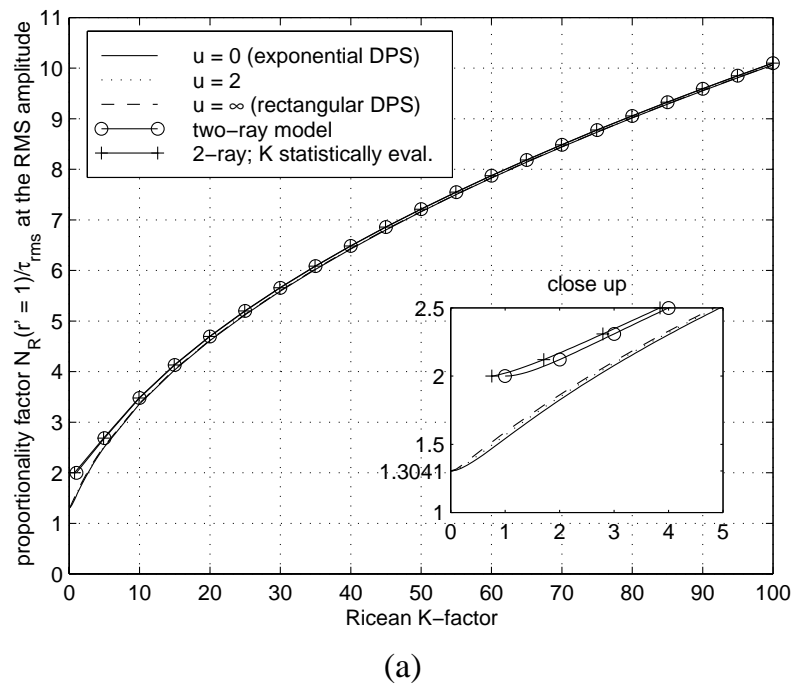 11
10
9
8
7
6
5
4
3
2
1
0
proportionality factor N_R(r' = 1)/τ_rms at the RMS amplitude
u = 0 (exponential DPS)
u = 2
u = ∞ (rectangular DPS)
two−ray model
2−ray; K statistically eval.
close up
2.5
2
1.5
1.3041
1
0 1 2 3 4 5
0 10 20 30 40 50 60 70 80 90 100
Ricean K−factor
(a)